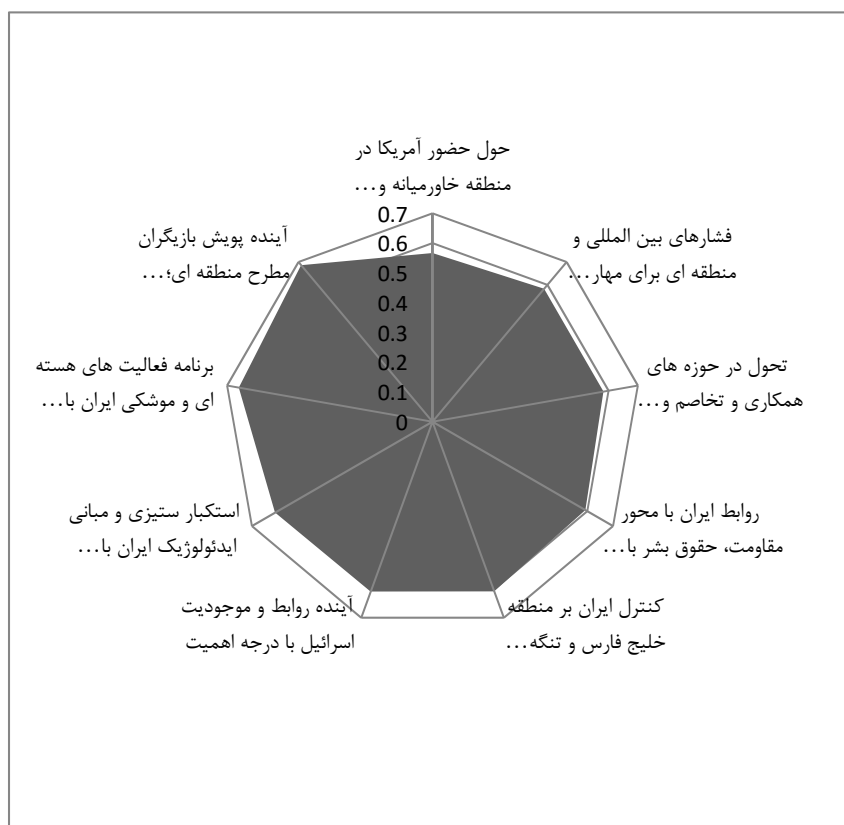 حول حضور آمریکا در
منطقه خاورمیانه و...
فشارهای بین المللی و
منطقه ای برای مهار...
تحول در حوزه های
همکاری و تخاصم و...
روابط ایران با محور
مقاومت، حقوق بشر با...
کنترل ایران بر منطقه
خلیج فارس و تنگه...
آینده روابط و موجودیت
اسرائیل با درجه اهمیت
استکبار ستیزی و مبانی
ایدئولوژیک ایران با...
برنامه فعالیت های هسته
ای و موشکی ایران با...
آینده پویش بازیگران
مطرح منطقه ای؛...
0.7
0.6
0.5
0.4
0.3
0.2
0.1
0